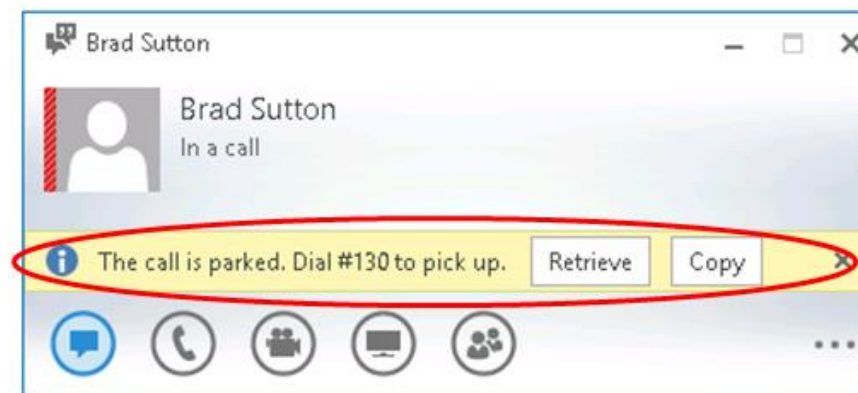 Brad Sutton
Brad Sutton
In a call
The call is parked. Dial #130 to pick up. Retrieve Copy